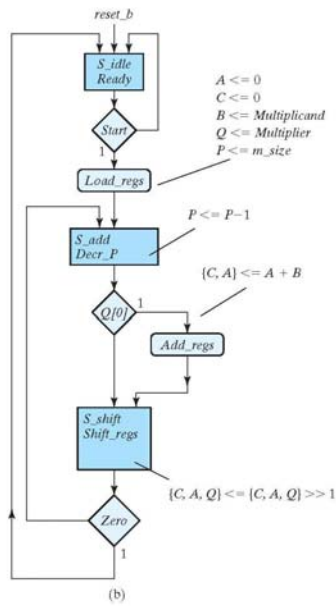 reset_b
S_idle
Ready
A <= 0
C <= 0
B <= Multiplicand
Q <= Multiplier
P <= m_size
Start
1
Load_regs
P <= P−1
S_add
Decr_P
{C, A} <= A + B
Q[0]
1
Add_regs
S_shift
Shift_regs
{C, A, Q} <= {C, A, Q} >> 1
Zero
1
(b)